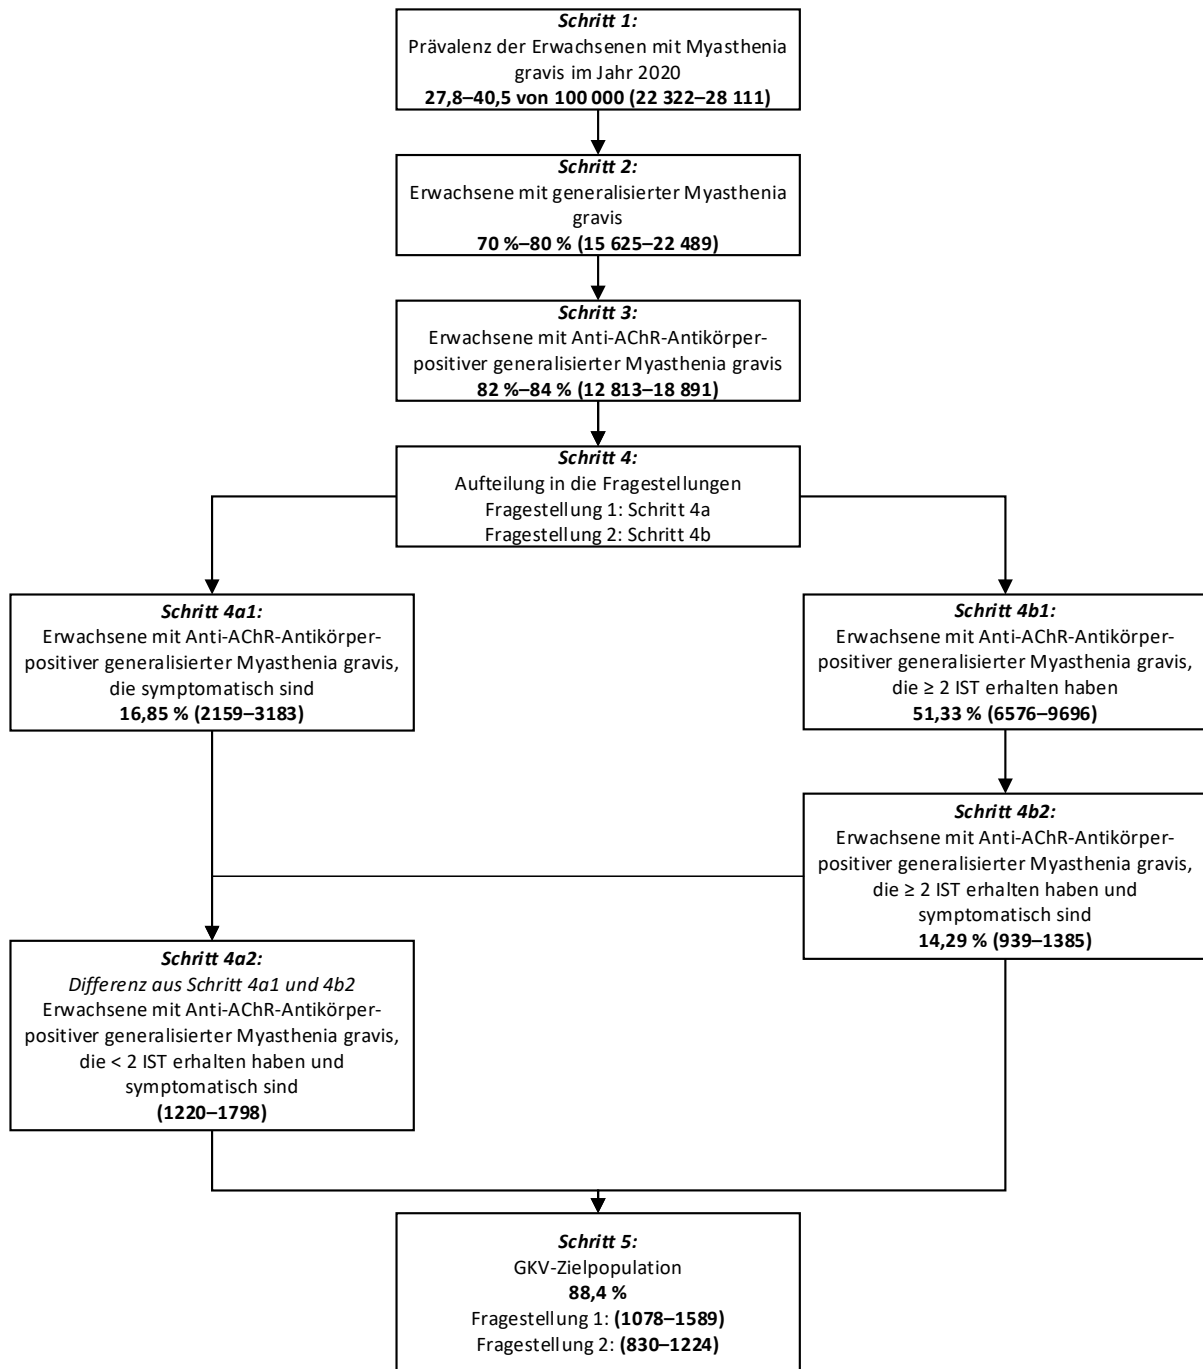 Schritt 1:
Prävalenz der Erwachsenen mit Myasthenia
gravis im Jahr 2020
27,8–40,5 von 100 000 (22 322–28 111)
Schritt 2:
Erwachsene mit generalisierter Myasthenia
gravis
70 %–80 % (15 625–22 489)
Schritt 3:
Erwachsene mit Anti-AChR-Antikörper-
positiver generalisierter Myasthenia gravis
82 %–84 % (12 813–18 891)
Schritt 4:
Aufteilung in die Fragestellungen
Fragestellung 1: Schritt 4a
Fragestellung 2: Schritt 4b
Schritt 4a1:
Erwachsene mit Anti-AChR-Antikörper-
positiver generalisierter Myasthenia gravis,
die symptomatisch sind
16,85 % (2159–3183)
Schritt 4b1:
Erwachsene mit Anti-AChR-Antikörper-
positiver generalisierter Myasthenia gravis,
die ≥ 2 IST erhalten haben
51,33 % (6576–9696)
Schritt 4b2:
Erwachsene mit Anti-AChR-Antikörper-
positiver generalisierter Myasthenia gravis,
die ≥ 2 IST erhalten haben und
symptomatisch sind
14,29 % (939–1385)
Schritt 4a2:
Differenz aus Schritt 4a1 und 4b2
Erwachsene mit Anti-AChR-Antikörper-
positiver generalisierter Myasthenia gravis,
die < 2 IST erhalten haben und
symptomatisch sind
(1220–1798)
Schritt 5:
GKV-Zielpopulation
88,4 %
Fragestellung 1: (1078–1589)
Fragestellung 2: (830–1224)